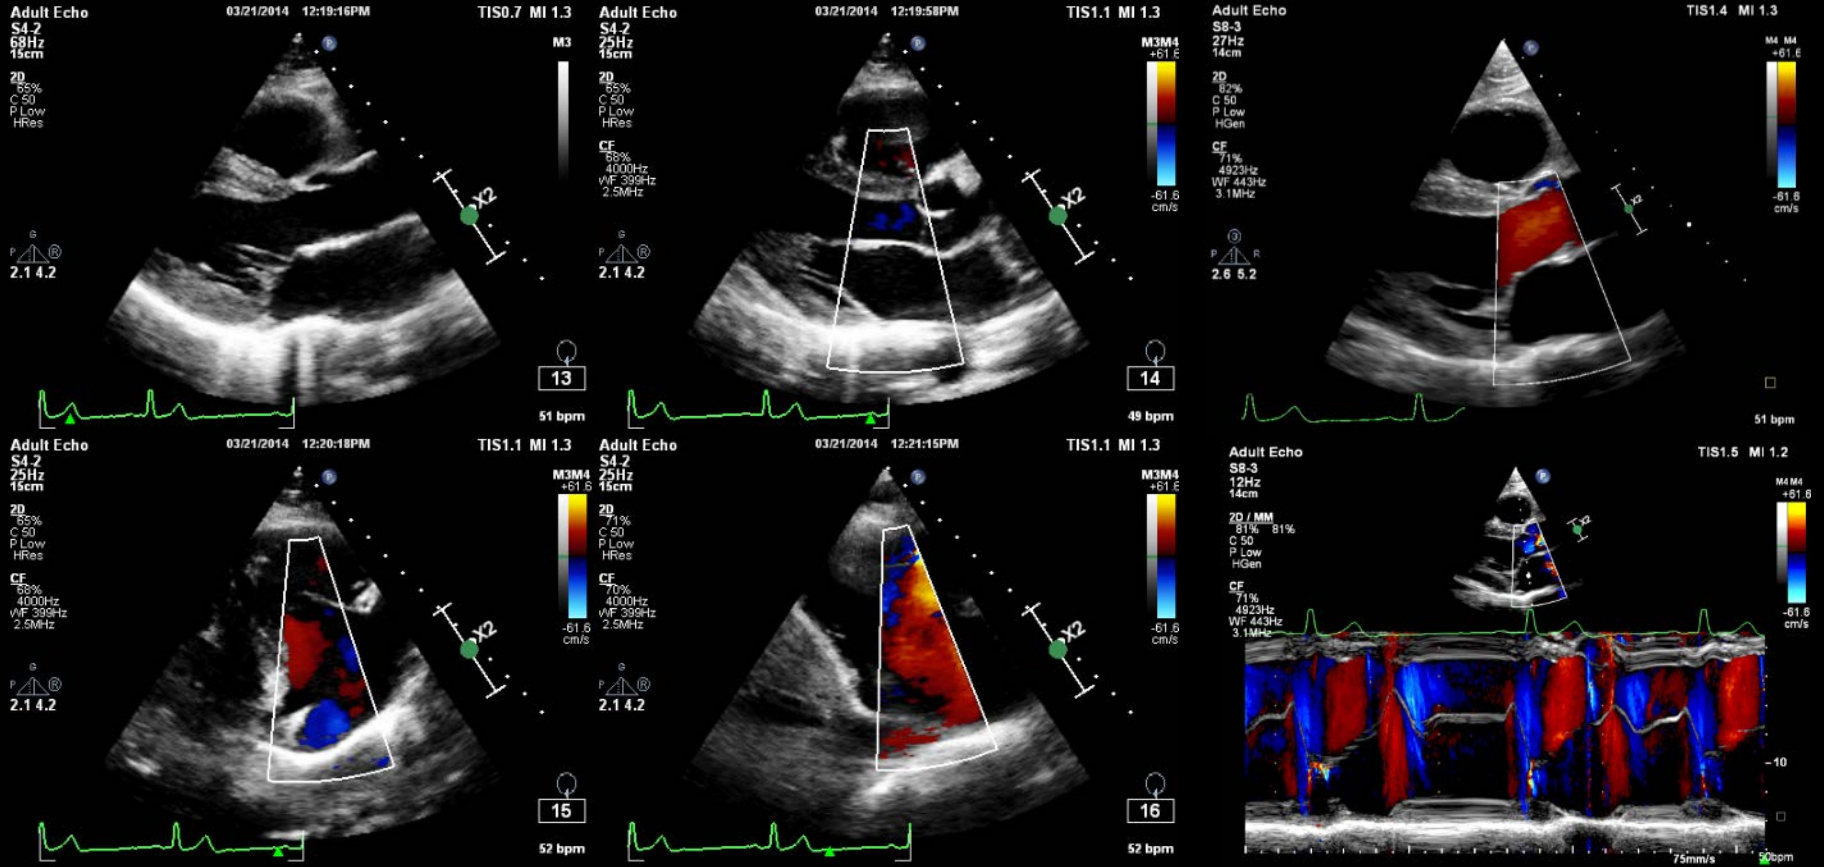 Adult Echo 03/21/2014 12:19:16PM TIS0.7 MI 1.3
S4-2
68Hz
15cm
M3
2D
65%
C 50
P Low
HRes
G
P R
2.1 4.2
X2
13
51 bpm
Adult Echo 03/21/2014 12:19:58PM TIS1.1 MI 1.3
S4-2
25Hz
15cm
M3M4
+61.6
2D
65%
C 50
P Low
HRes
CF
68%
4000Hz
WF 399Hz
2.5MHz
-61.6
cm/s
G
P R
2.1 4.2
X2
14
49 bpm
Adult Echo TIS1.4 MI 1.3
S8-3
27Hz
14cm
M4 M4
+61.6
2D
82%
C 50
P Low
HGen
CF
71%
4923Hz
WF 443Hz
3.1MHz
-61.6
cm/s
G
P R
2.6 5.2
X2
51 bpm
Adult Echo 03/21/2014 12:20:18PM TIS1.1 MI 1.3
S4-2
25Hz
15cm
M3M4
+61.6
2D
65%
C 50
P Low
HRes
CF
68%
4000Hz
WF 399Hz
2.5MHz
-61.6
cm/s
G
P R
2.1 4.2
X2
15
52 bpm
Adult Echo 03/21/2014 12:21:15PM TIS1.1 MI 1.3
S4-2
25Hz
15cm
M3M4
+61.6
2D
71%
C 50
P Low
HRes
CF
70%
4000Hz
WF 399Hz
2.5MHz
-61.6
cm/s
G
P R
2.1 4.2
X2
16
52 bpm
Adult Echo TIS1.5 MI 1.2
S8-3
12Hz
14cm
M4 M4
+61.6
2D / MM
81% 81%
C 50
P Low
HGen
CF
71%
4923Hz
WF 443Hz
3.1MHz
-61.6
cm/s
X2
-10
75mm/s
50bpm